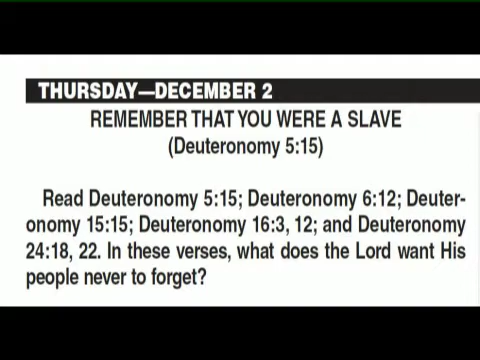 THURSDAY—DECEMBER 2
REMEMBER THAT YOU WERE A SLAVE
(Deuteronomy 5:15)
Read Deuteronomy 5:15; Deuteronomy 6:12; Deuter-
onomy 15:15; Deuteronomy 16:3, 12; and Deuteronomy
24:18, 22. In these verses, what does the Lord want His
people never to forget?